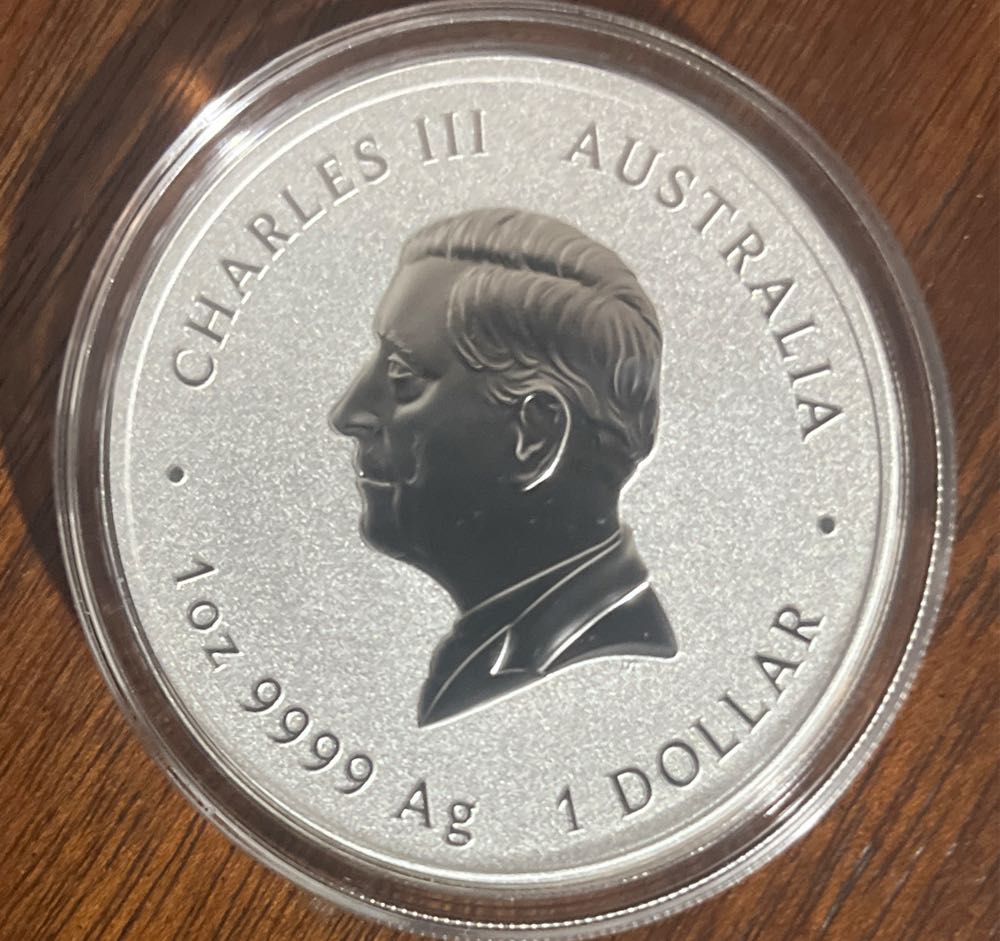 CHARLES III AUSTRALIA
1oz 9999 Ag 1 DOLLAR